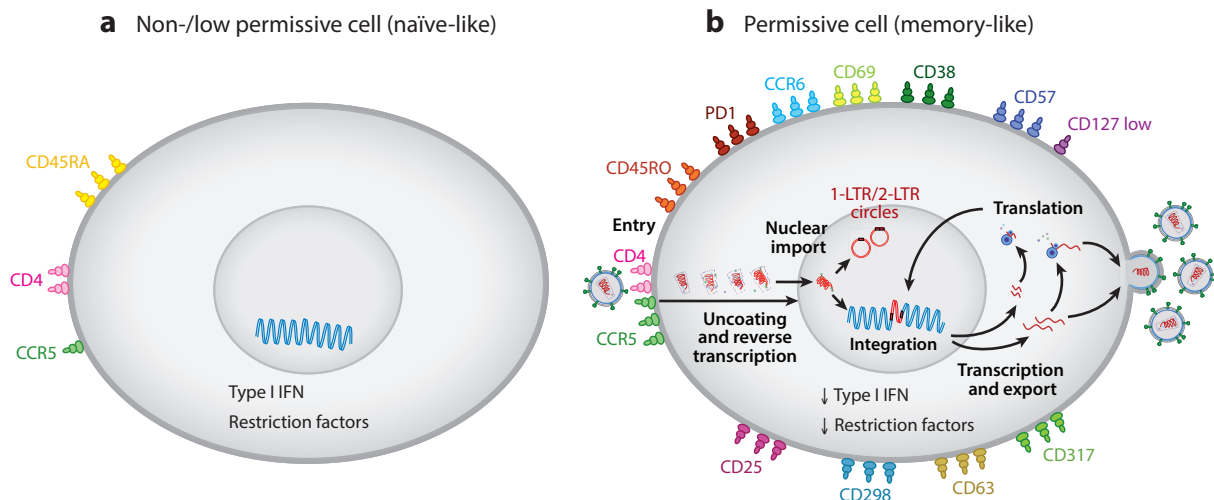 a Non-/low permissive cell (naïve-like)
CD45RA
CD4
CCR5
Type I IFN
Restriction factors
b Permissive cell (memory-like)
CD69
CD38
CCR6
CD57
PD1
CD127 low
CD45RO
1-LTR/2-LTR
circles
Entry
Nuclear
import
Translation
CD4
CCR5
Uncoating
and reverse
transcription
Integration
Transcription
and export
↓ Type I IFN
↓ Restriction factors
CD25
CD298
CD63
CD317